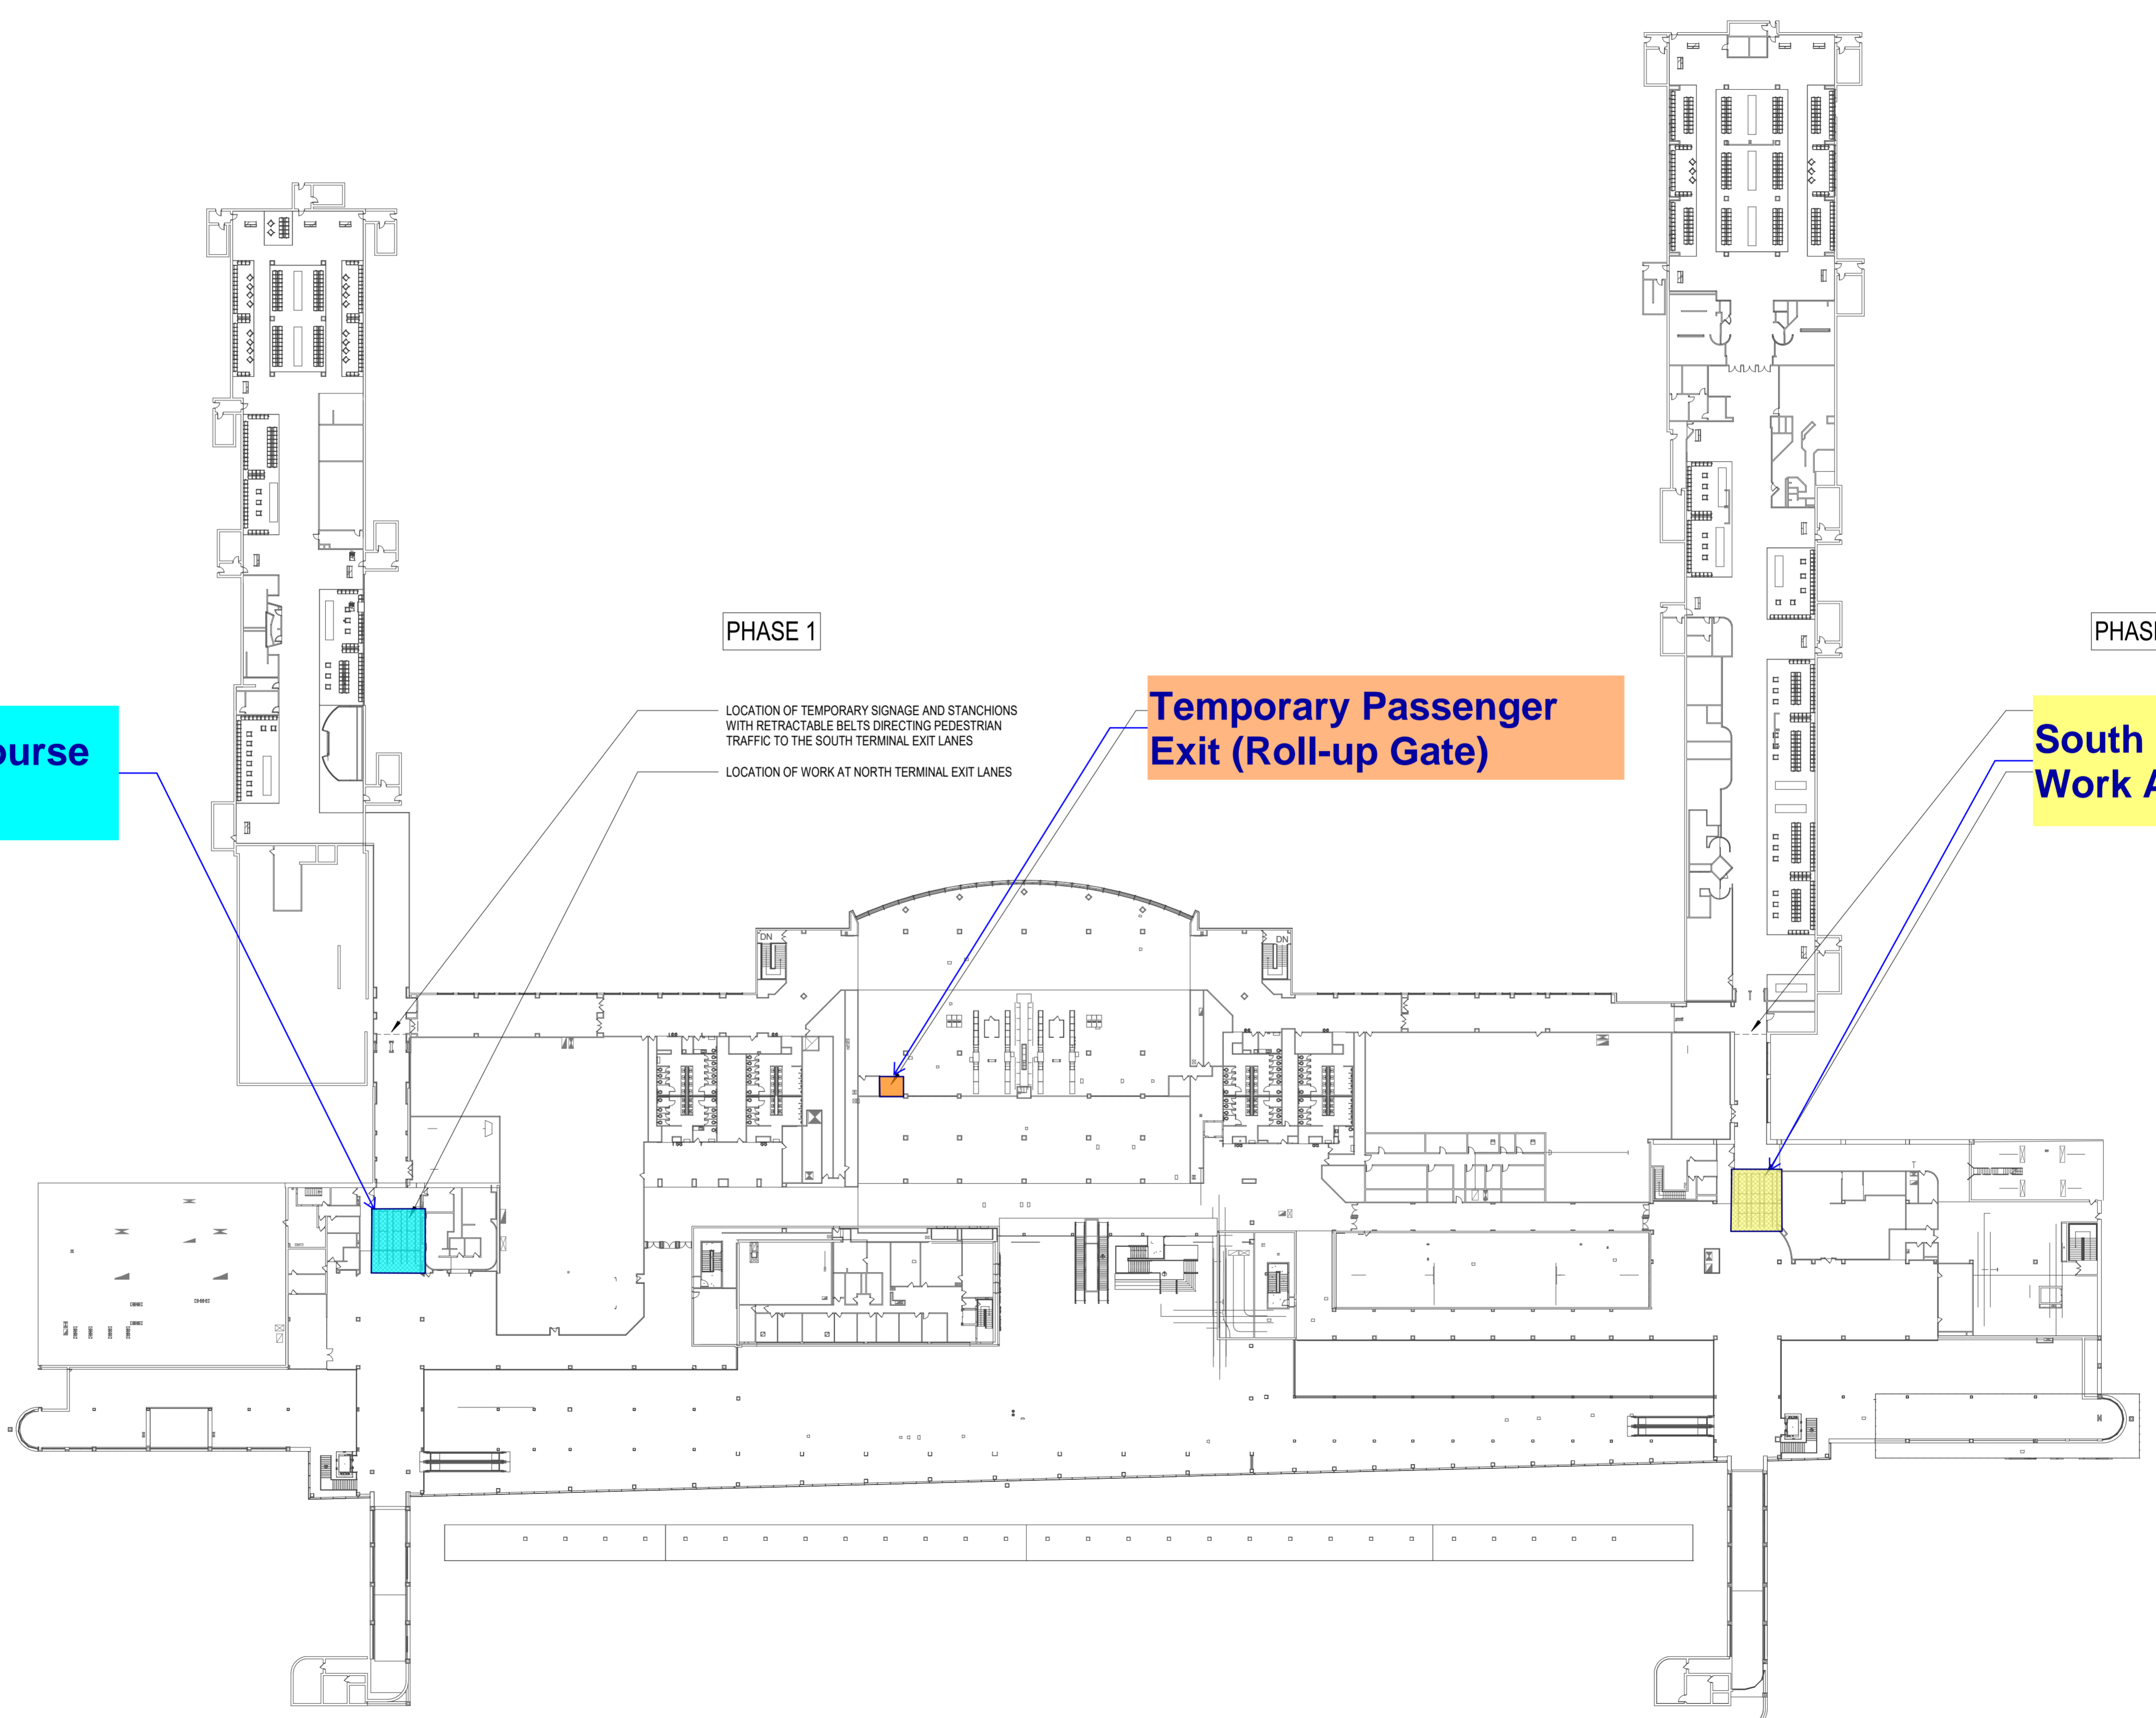 PHASE 1
PHAS
LOCATION OF TEMPORARY SIGNAGE AND STANCHIONS
WITH RETRACTABLE BELTS DIRECTING PEDESTRIAN
TRAFFIC TO THE SOUTH TERMINAL EXIT LANES
LOCATION OF WORK AT NORTH TERMINAL EXIT LANES
ourse
Temporary Passenger
Exit (Roll-up Gate)
South
Work A
DN
DN